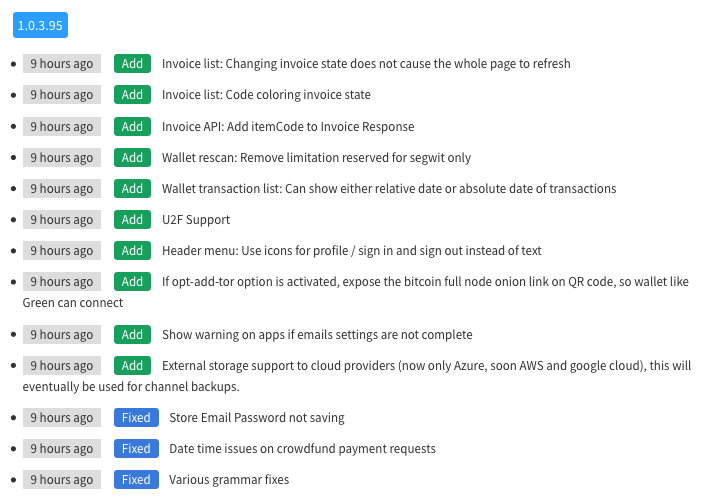 1.0.3.95
9 hours ago Add Invoice list: Changing invoice state does not cause the whole page to refresh
9 hours ago Add Invoice list: Code coloring invoice state
9 hours ago Add Invoice API: Add itemCode to Invoice Response
9 hours ago Add Wallet rescan: Remove limitation reserved for segwit only
9 hours ago Add Wallet transaction list: Can show either relative date or absolute date of transactions
9 hours ago Add U2F Support
9 hours ago Add Header menu: Use icons for profile / sign in and sign out instead of text
9 hours ago Add If opt-add-tor option is activated, expose the bitcoin full node onion link on QR code, so wallet like
Green can connect
9 hours ago Add Show warning on apps if emails settings are not complete
9 hours ago Add External storage support to cloud providers (now only Azure, soon AWS and google cloud), this will
eventually be used for channel backups.
9 hours ago Fixed Store Email Password not saving
9 hours ago Fixed Date time issues on crowdfund payment requests
9 hours ago Fixed Various grammar fixes